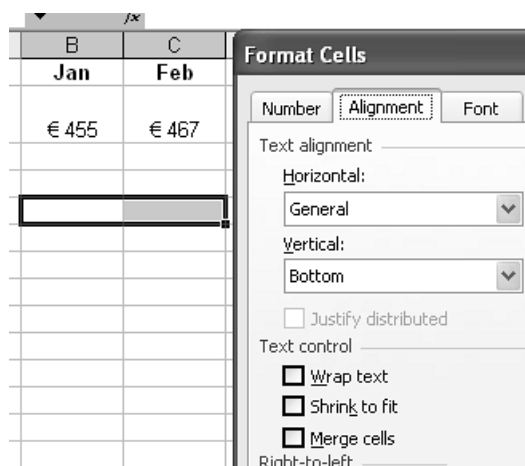 fx
B C
Jan Feb
€ 455 € 467
Format Cells
Number Alignment Font
Text alignment
Horizontal:
General
Vertical:
Bottom
Justify distributed
Text control
Wrap text
Shrink to fit
Merge cells
Right-to-left